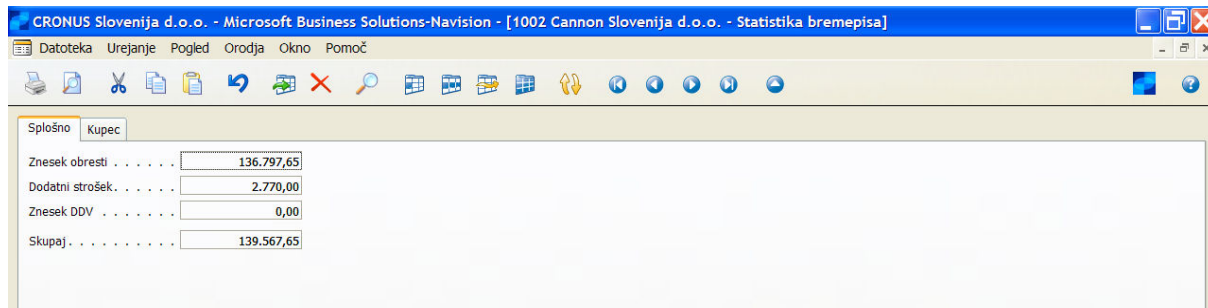 CRONUS Slovenija d.o.o. - Microsoft Business Solutions-Navision - [1002 Cannon Slovenija d.o.o. - Statistika bremepisa]
Datoteka Urejanje Pogled Orodja Okno Pomoč
Splošno Kupec
Znesek obresti . . . . . . 136.797,65
Dodatni strošek. . . . . . 2.770,00
Znesek DDV . . . . . . . 0,00
Skupaj. . . . . . . . . . 139.567,65